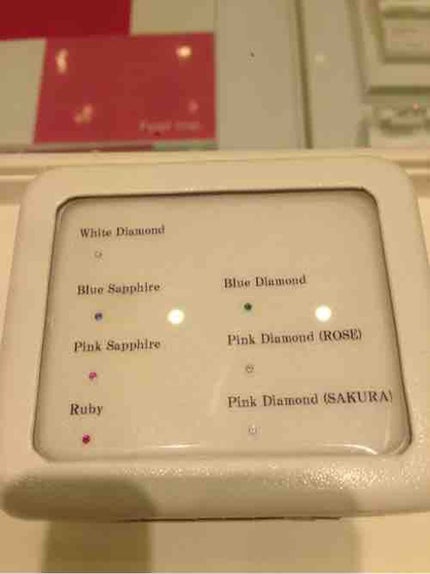 White Diamond
Blue Sapphire
Blue Diamond
Pink Sapphire
Pink Diamond (ROSE)
Ruby
Pink Diamond (SAKURA)